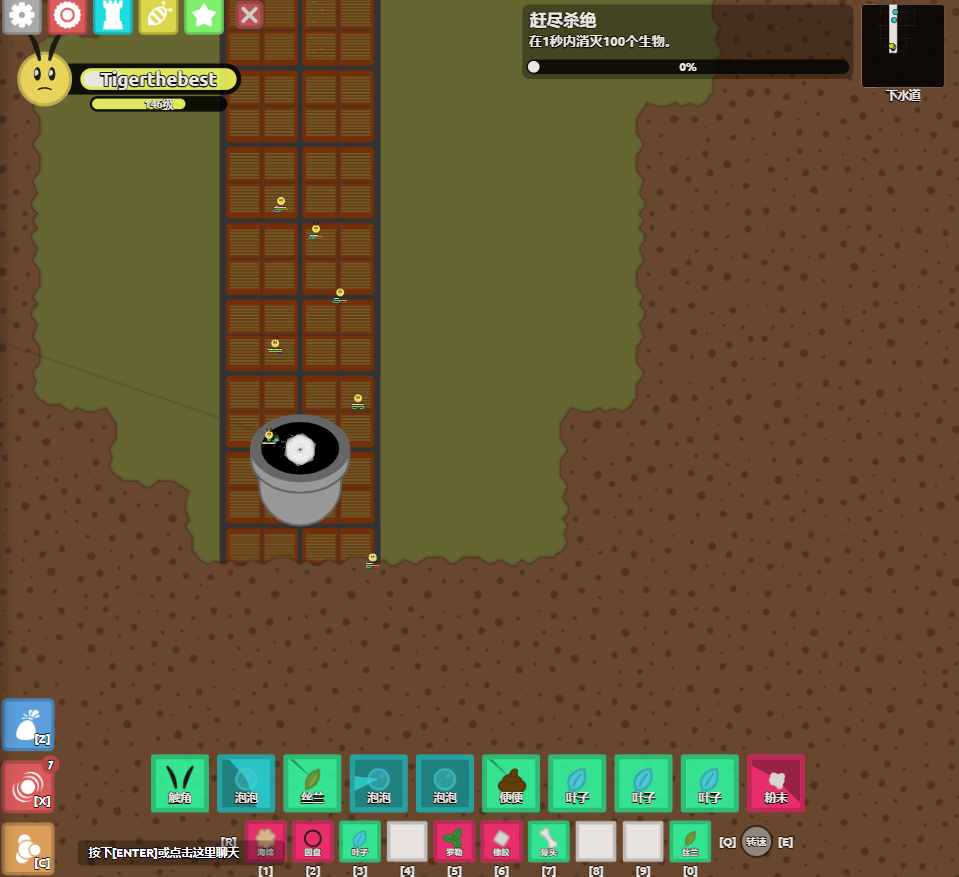 赶尽杀绝
在1秒内消灭100个生物。
0%
下水道
Tigerthebest
146级
[Z]
7
[X]
[C]
触角
泡泡
丝兰
泡泡
泡泡
便便
叶子
叶子
叶子
粉末
[R]
海绵
圆盘
叶子
罗勒
橡胶
骨头
丝兰
[Q]
转速
[E]
按下[ENTER]或点击这里聊天
[1]
[2]
[3]
[4]
[5]
[6]
[7]
[8]
[9]
[0]